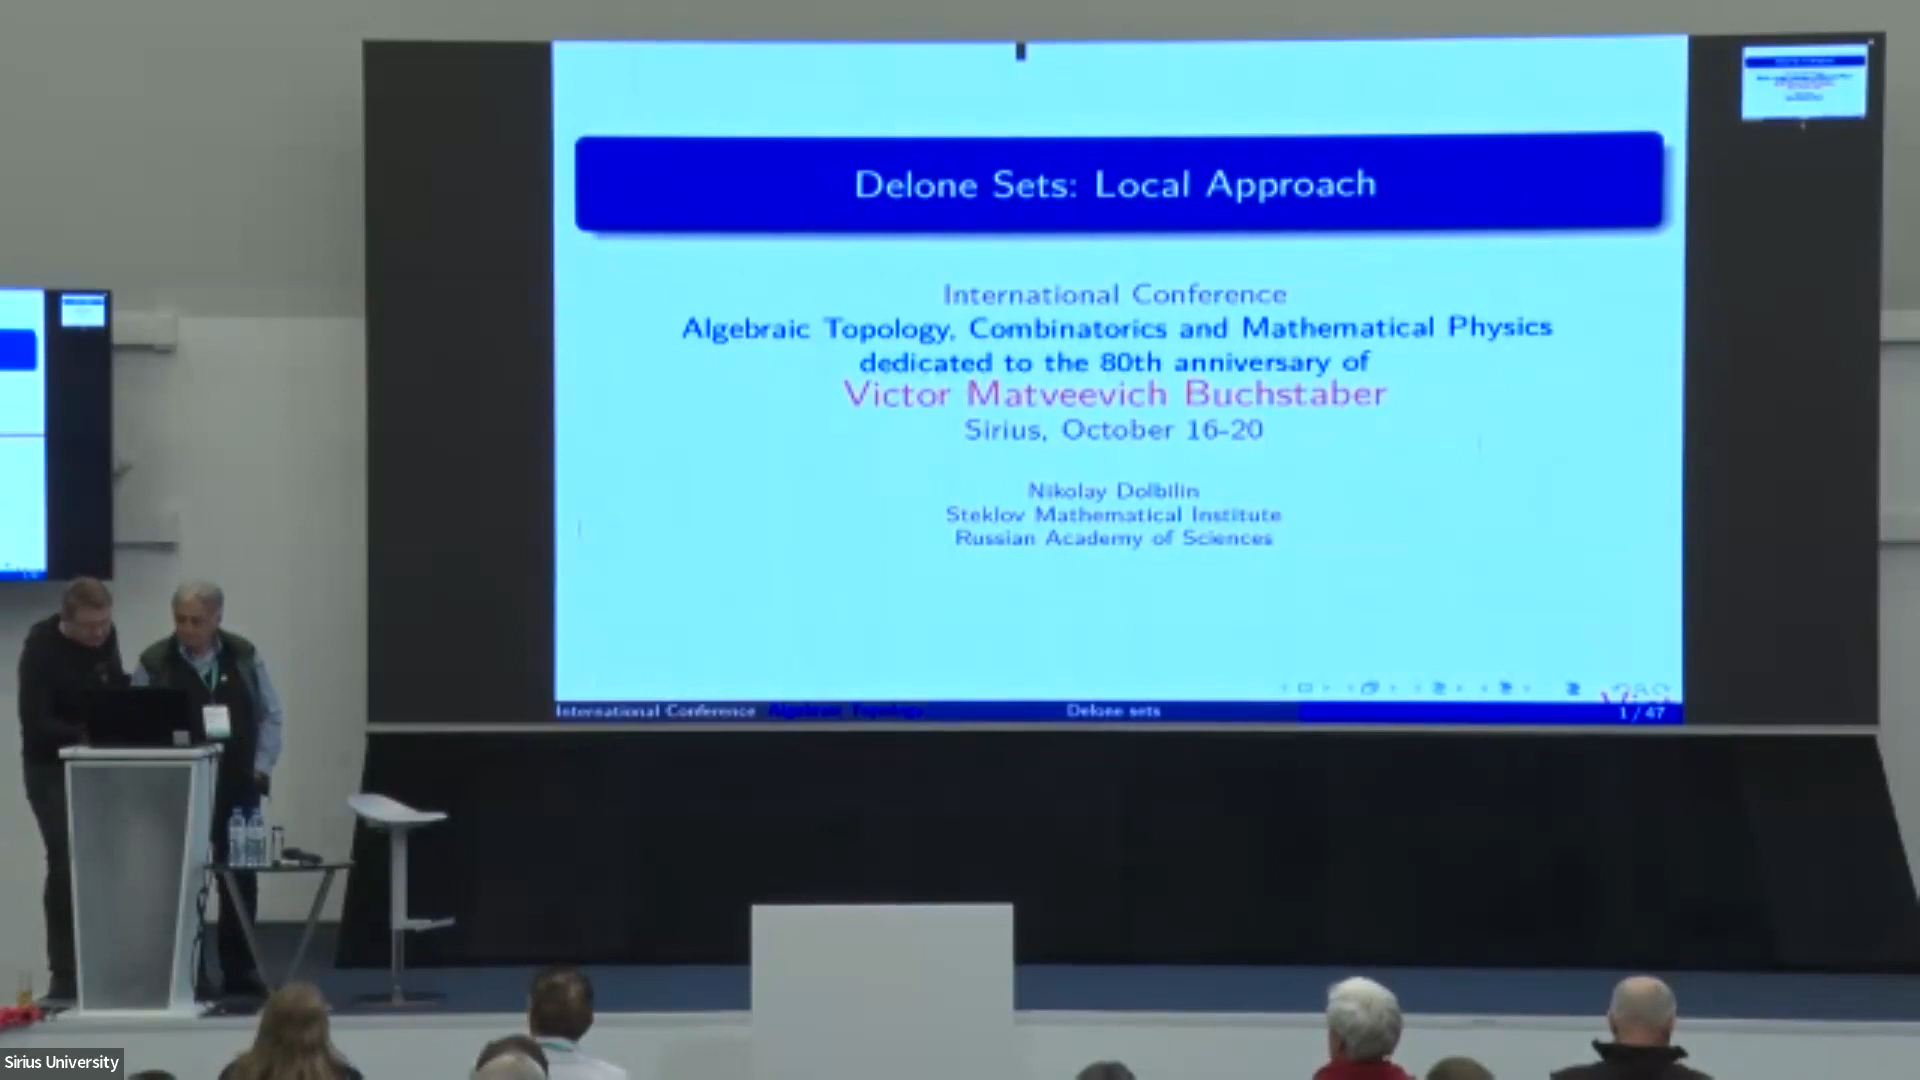 Delone Sets: Local Approach
International Conference
Algebraic Topology, Combinatorics and Mathematical Physics
dedicated to the 80th anniversary of
Victor Matveevich Buchstaber
Sirius, October 16-20
Nikolay Dolbilin
Steklov Mathematical Institute
Russian Academy of Sciences
International Conference Algebraic Topology Delone sets 1 / 47
Sirius University